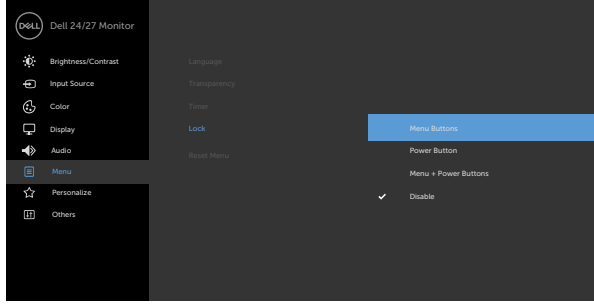 DELL Dell 24/27 Monitor
Brightness/Contrast
Input Source
Color
Display
Audio
Menu
Personalize
Others
Language
Transparency
Timer
Lock
Reset Menu
Menu Buttons
Power Button
Menu + Power Buttons
Disable